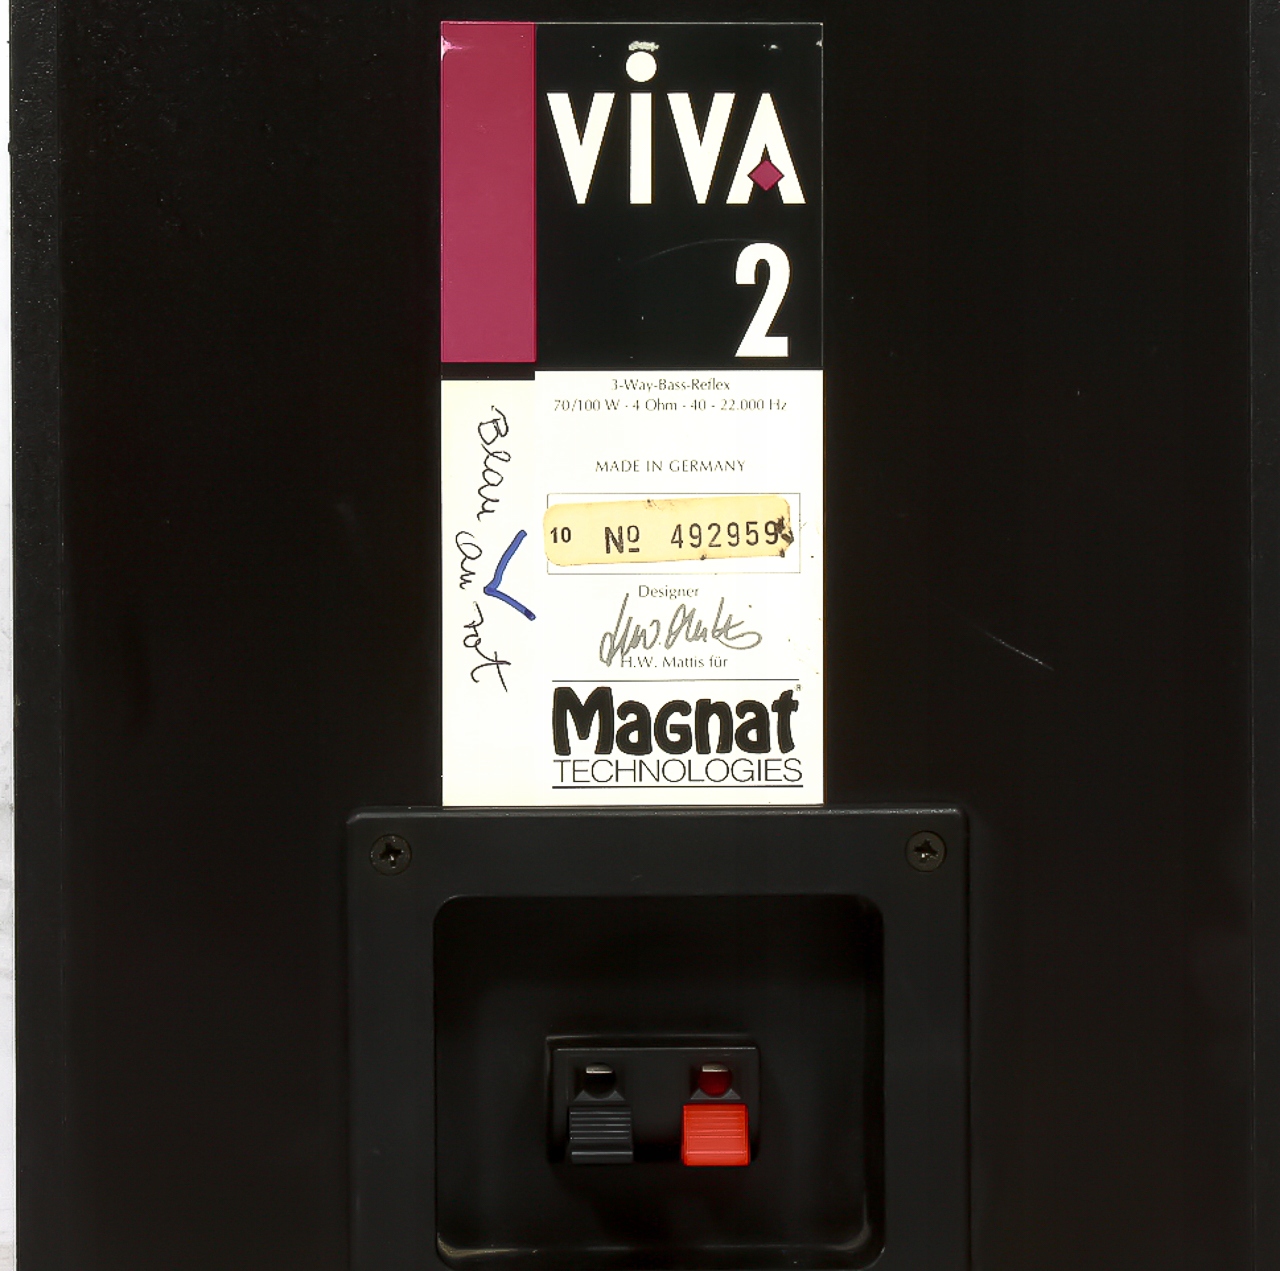 ViVA
2
3-Way-Bass-Reflex
70/100 W - 4 Ohm - 40 - 22.000 Hz
MADE IN GERMANY
10 Nº 492959
Designer
H.W. Mattis für
Magnat®
TECHNOLOGIES
Blau an rot